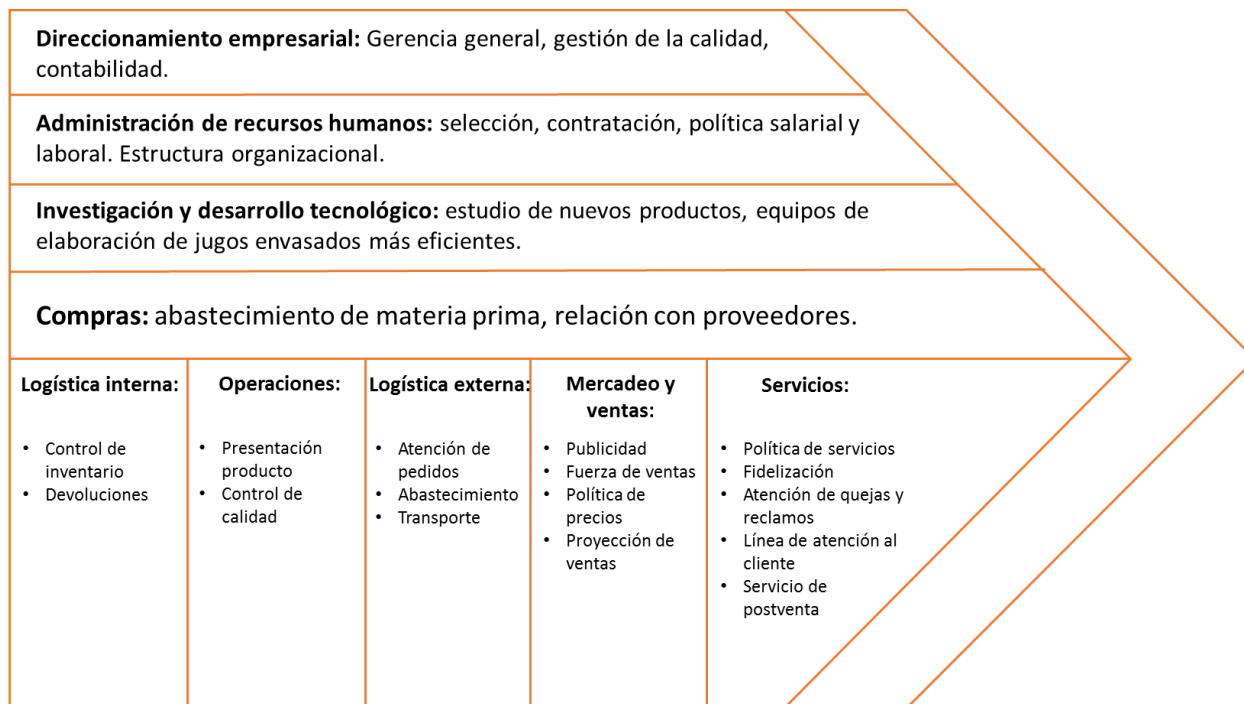 Direccionamiento empresarial: Gerencia general, gestión de la calidad,
contabilidad.
Administración de recursos humanos: selección, contratación, política salarial y
laboral. Estructura organizacional.
Investigación y desarrollo tecnológico: estudio de nuevos productos, equipos de
elaboración de jugos envasados más eficientes.
Compras: abastecimiento de materia prima, relación con proveedores.
Logística interna:
• Control de
inventario
• Devoluciones
Operaciones:
• Presentación
producto
• Control de
calidad
Logística externa:
• Atención de
pedidos
• Abastecimiento
• Transporte
Mercadeo y
ventas:
• Publicidad
• Fuerza de ventas
• Política de
precios
• Proyección de
ventas
Servicios:
• Política de servicios
• Fidelización
• Atención de quejas y
reclamos
• Línea de atención al
cliente
• Servicio de
postventa